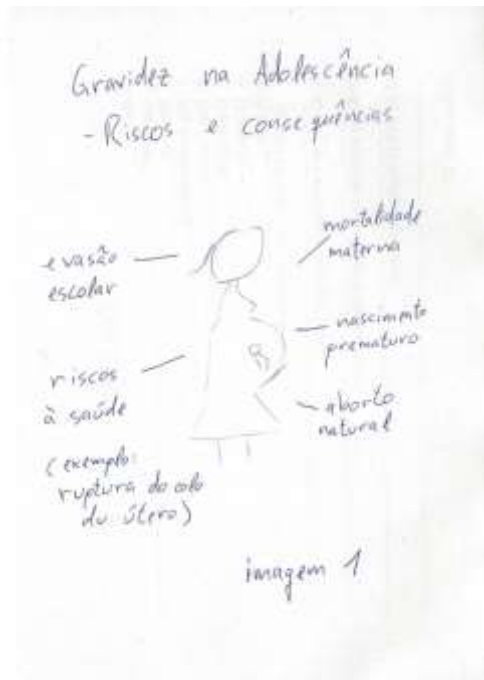 Gravidez na Adolescência
- Riscos e consequências
evasão
escolar
mortalidade
materna
nascimento
prematuro
riscos
à saúde
(exemplo:
ruptura do colo
du útero)
aborto
natural
imagem 1